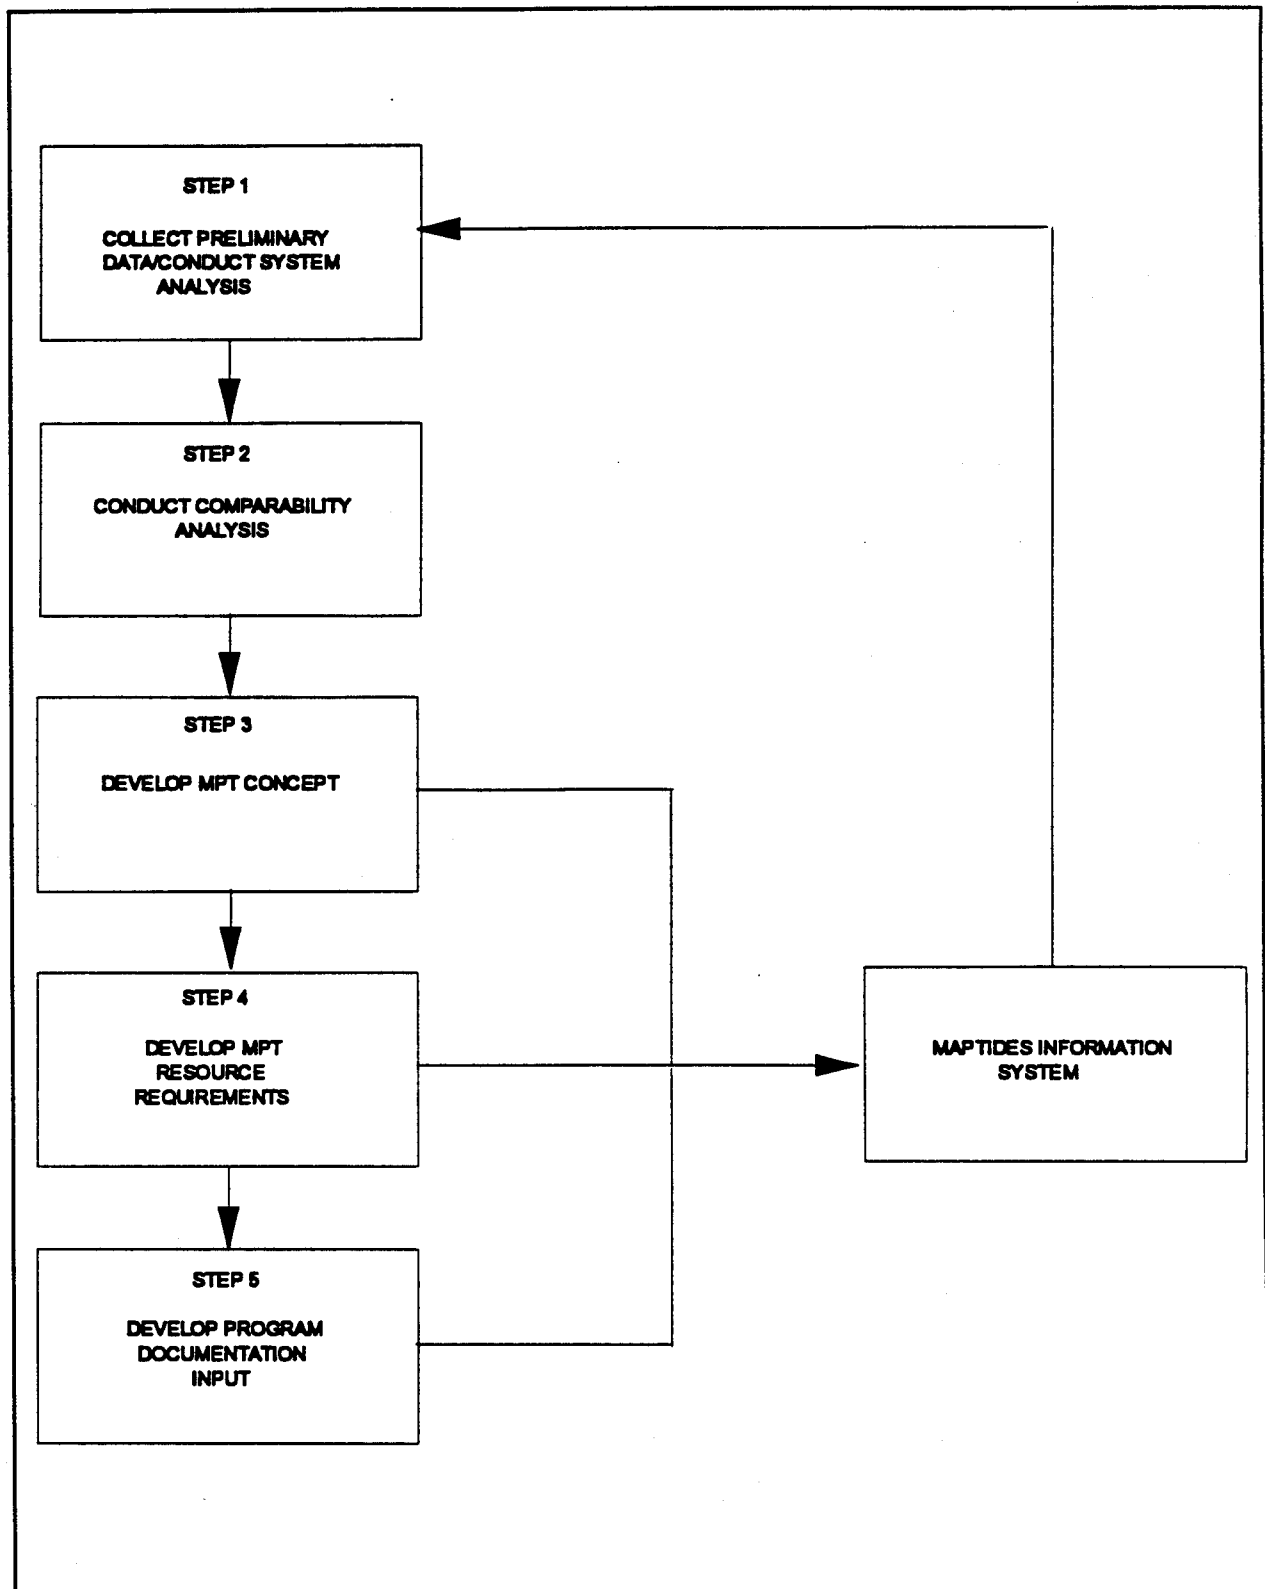 STEP 1
COLLECT PRELIMINARY
DATA/CONDUCT SYSTEM
ANALYSIS
STEP 2
CONDUCT COMPARABILITY
ANALYSIS
STEP 3
DEVELOP MPT CONCEPT
STEP 4
DEVELOP MPT
RESOURCE
REQUIREMENTS
MAPTIDES INFORMATION
SYSTEM
STEP 5
DEVELOP PROGRAM
DOCUMENTATION
INPUT